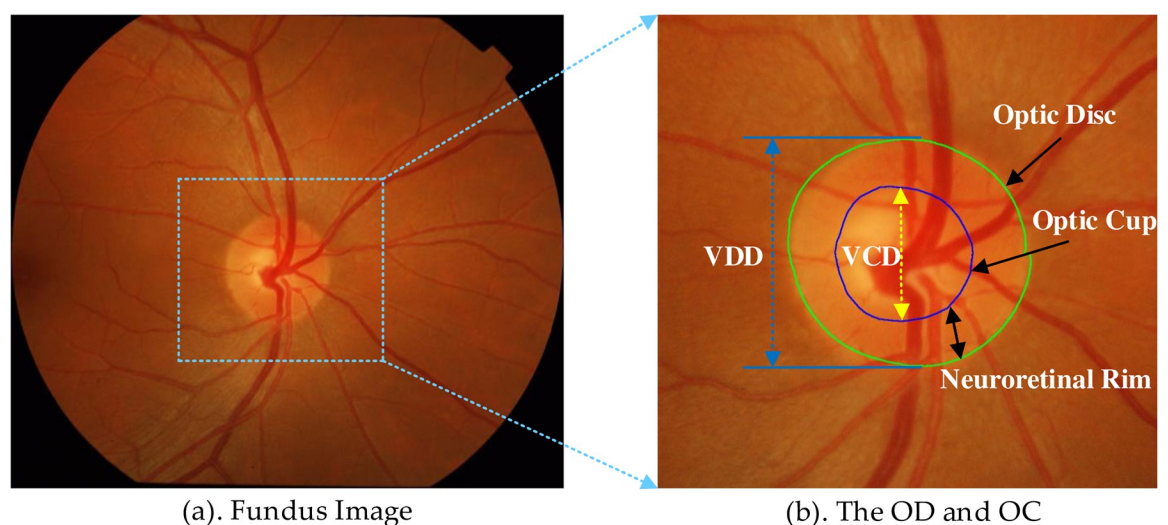 Optic Disc
Optic Cup
VDD
VCD
Neuroretinal Rim
(a). Fundus Image
(b). The OD and OC